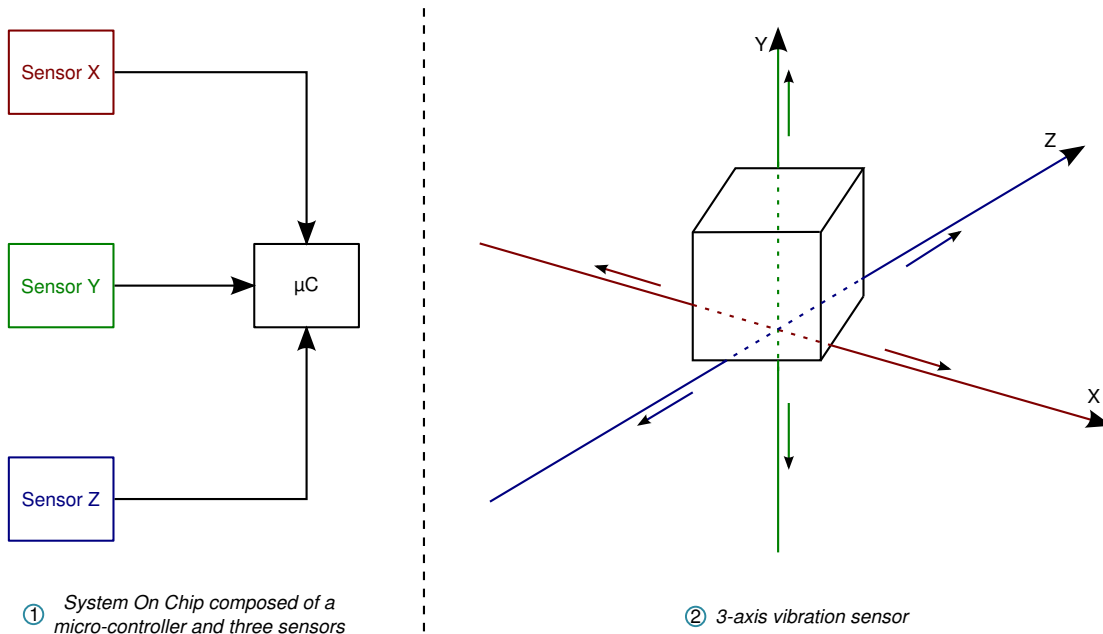 Sensor X
Sensor Y
µC
Sensor Z
1 System On Chip composed of a
micro-controller and three sensors
Y
Z
X
2 3-axis vibration sensor